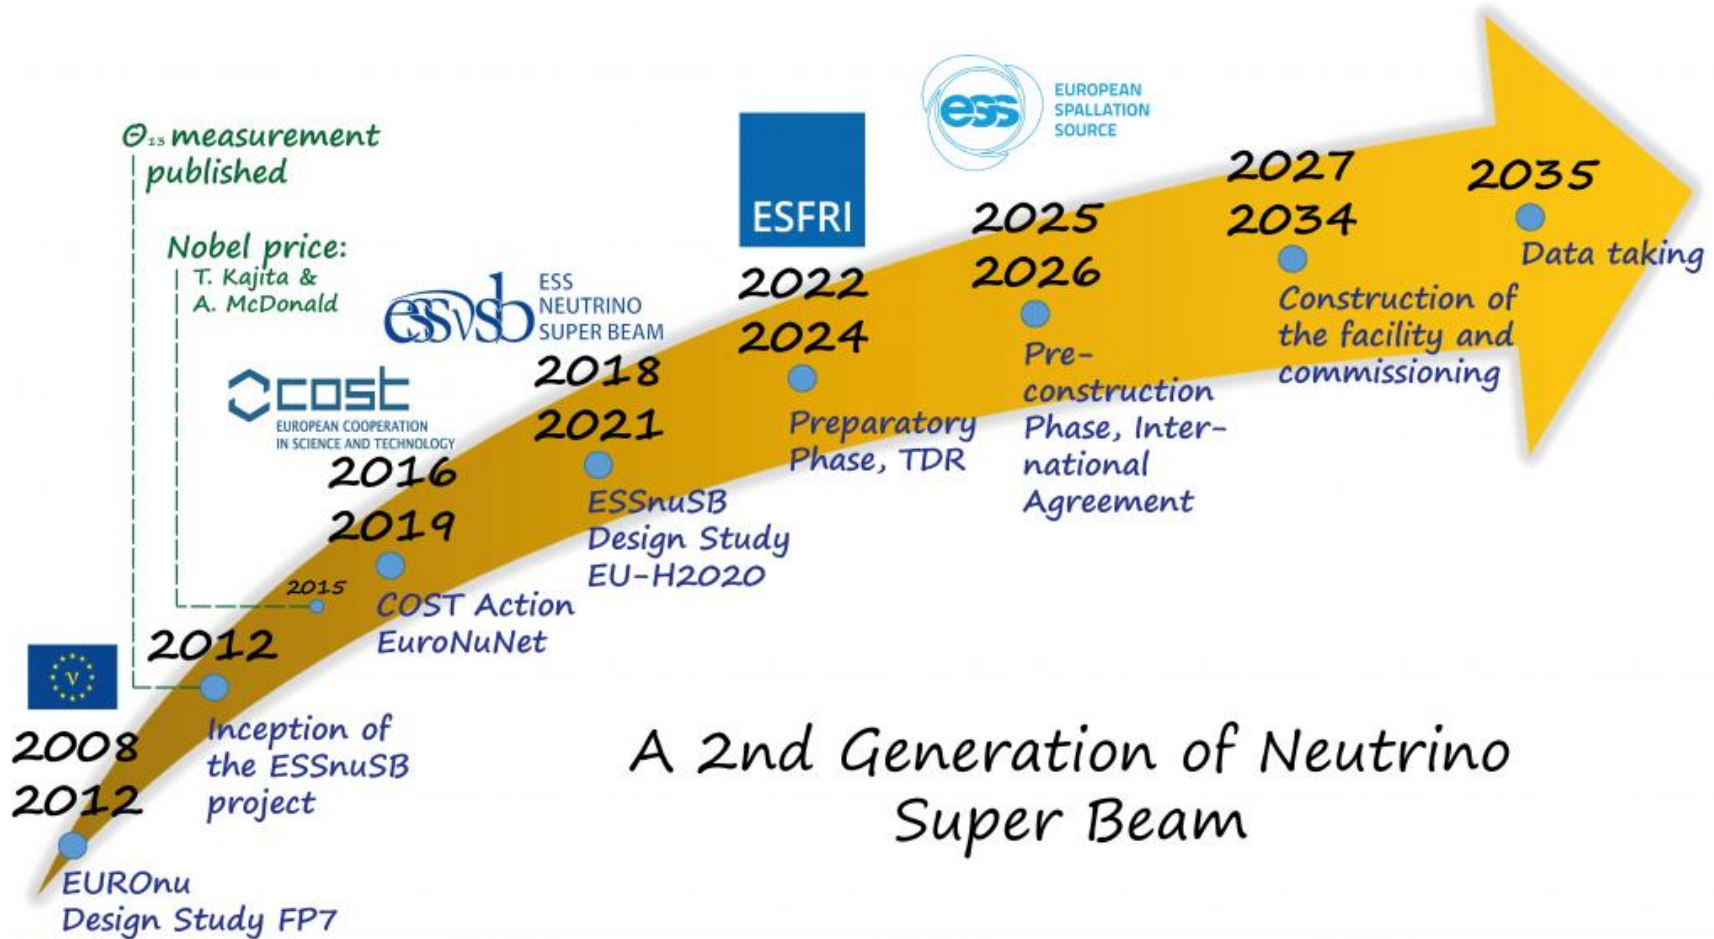 Θ₁₃ measurement
published
Nobel price:
T. Kajita &
A. McDonald
2008
2012
EUROnu
Design Study FP7
ν
2012
Inception of
the ESSnuSB
project
2015
cost
EUROPEAN COOPERATION
IN SCIENCE AND TECHNOLOGY
2016
2019
COST Action
EuroNuNet
essνsb
ESS
NEUTRINO
SUPER BEAM
2018
2021
ESSnuSB
Design Study
EU-H2020
ESFRI
2022
2024
Preparatory
Phase, TDR
ess
EUROPEAN
SPALLATION
SOURCE
2025
2026
Pre-
construction
Phase, Inter-
national
Agreement
2027
2034
Construction of
the facility and
commissioning
2035
Data taking
A 2nd Generation of Neutrino
Super Beam